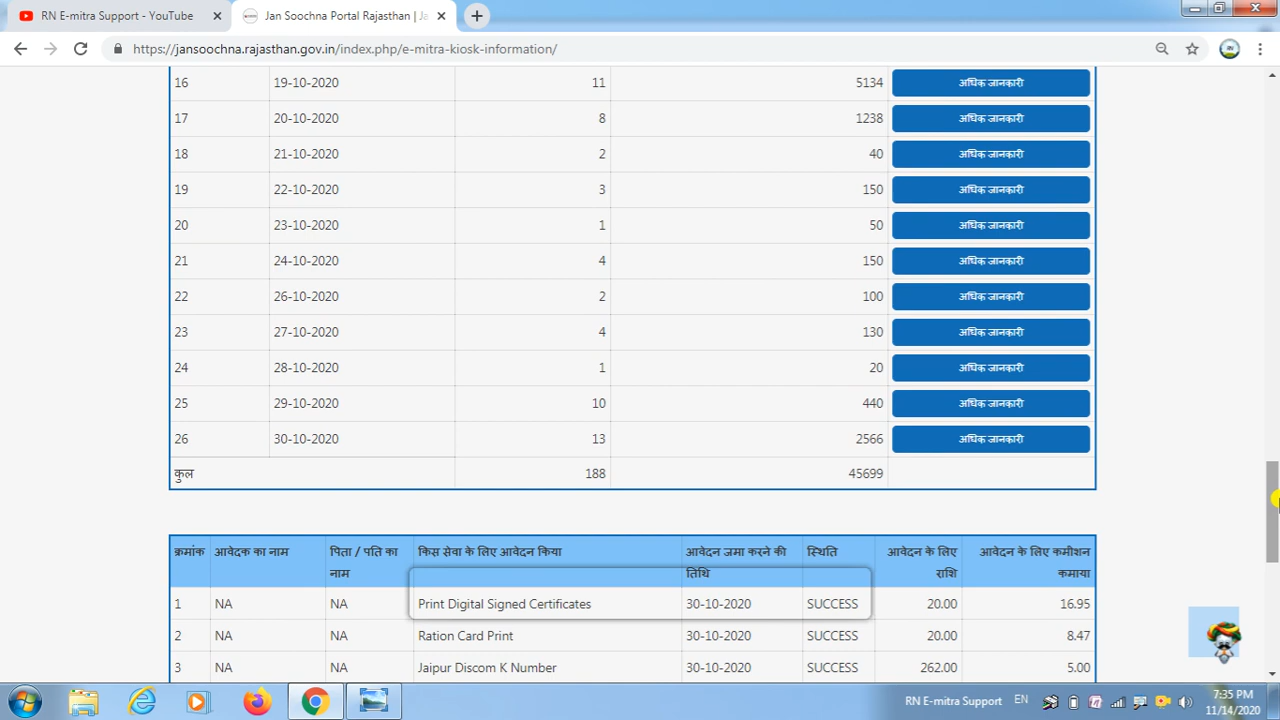 RN E-mitra Support - YouTube
Jan Soochna Portal Rajasthan | Ja
https://jansoochna.rajasthan.gov.in/index.php/e-mitra-kiosk-information/
16 19-10-2020 11 5134 अधिक जानकारी
17 20-10-2020 8 1238 अधिक जानकारी
18 21-10-2020 2 40 अधिक जानकारी
19 22-10-2020 3 150 अधिक जानकारी
20 23-10-2020 1 50 अधिक जानकारी
21 24-10-2020 4 150 अधिक जानकारी
22 26-10-2020 2 100 अधिक जानकारी
23 27-10-2020 4 130 अधिक जानकारी
24 28-10-2020 1 20 अधिक जानकारी
25 29-10-2020 10 440 अधिक जानकारी
26 30-10-2020 13 2566 अधिक जानकारी
कुल 188 45699
क्रमांक आवेदक का नाम पिता / पति का किस सेवा के लिए आवेदन किया आवेदन जमा करने की स्थिति आवेदन के लिए आवेदन के लिए कमीशन
नाम तिथि राशि कमाया
1 NA NA Print Digital Signed Certificates 30-10-2020 SUCCESS 20.00 16.95
2 NA NA Ration Card Print 30-10-2020 SUCCESS 20.00 8.47
3 NA NA Jaipur Discom K Number 30-10-2020 SUCCESS 262.00 5.00
RN E-mitra Support EN 7:35 PM
11/14/2020